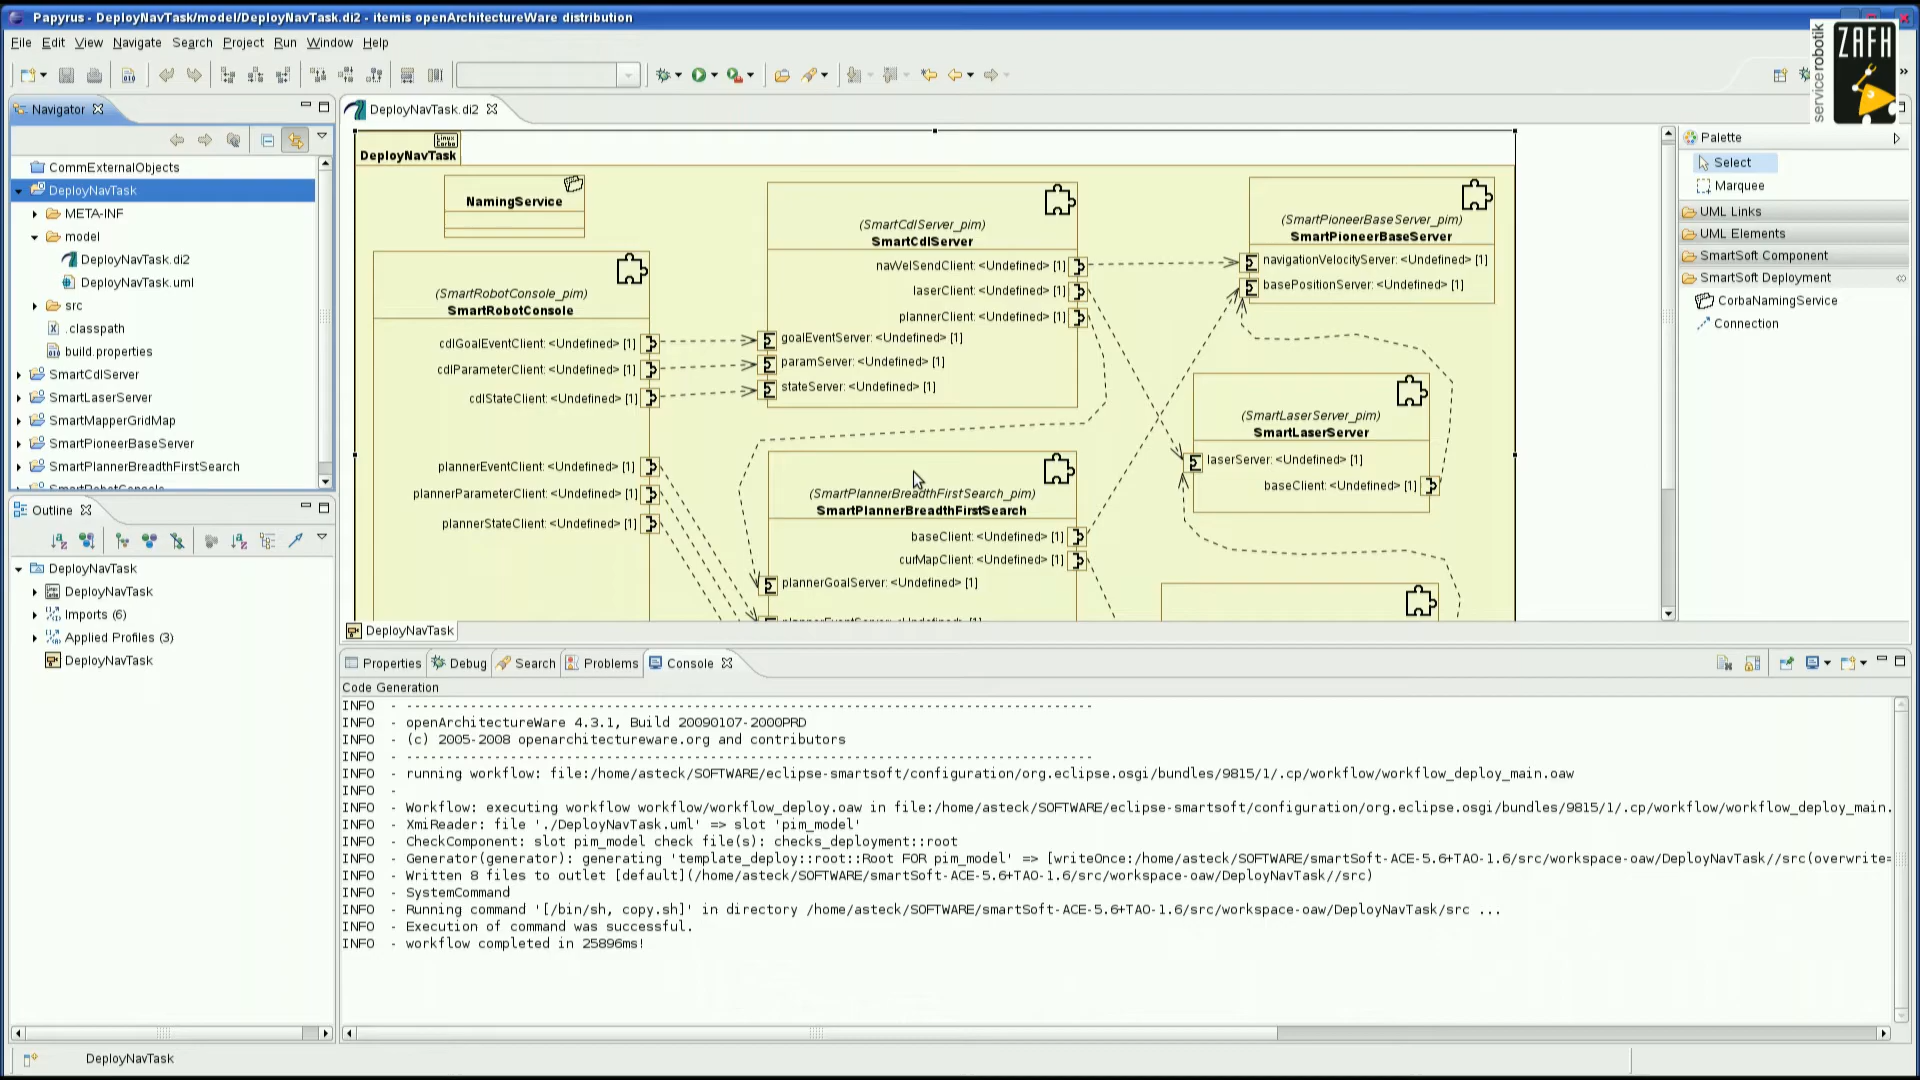 Papyrus - DeployNavTask/model/DeployNavTask.di2 - itemis openArchitectureWare distribution
File Edit View Navigate Search Project Run Window Help
servicerobotik
ZAFH
Navigator
CommExternalObjects
DeployNavTask
META-INF
model
DeployNavTask.di2
DeployNavTask.uml
src
.classpath
build.properties
SmartCdlServer
SmartLaserServer
SmartMapperGridMap
SmartPioneerBaseServer
SmartPlannerBreadthFirstSearch
SmartRobotConsole
Outline
DeployNavTask
DeployNavTask
Imports (6)
Applied Profiles (3)
DeployNavTask
DeployNavTask.di2
DeployNavTask
NamingService
(SmartRobotConsole_pim)
SmartRobotConsole
cdlGoalEventClient: <Undefined> [1]
cdlParameterClient: <Undefined> [1]
cdlStateClient: <Undefined> [1]
plannerEventClient: <Undefined> [1]
plannerParameterClient: <Undefined> [1]
plannerStateClient: <Undefined> [1]
(SmartCdlServer_pim)
SmartCdlServer
navVelSendClient: <Undefined> [1]
laserClient: <Undefined> [1]
plannerClient: <Undefined> [1]
goalEventServer: <Undefined> [1]
paramServer: <Undefined> [1]
stateServer: <Undefined> [1]
(SmartPlannerBreadthFirstSearch_pim)
SmartPlannerBreadthFirstSearch
baseClient: <Undefined> [1]
curMapClient: <Undefined> [1]
plannerGoalServer: <Undefined> [1]
plannerEventServer: <Undefined> [1]
(SmartPioneerBaseServer_pim)
SmartPioneerBaseServer
navigationVelocityServer: <Undefined> [1]
basePositionServer: <Undefined> [1]
(SmartLaserServer_pim)
SmartLaserServer
laserServer: <Undefined> [1]
baseClient: <Undefined> [1]
DeployNavTask
Palette
Select
Marquee
UML Links
UML Elements
SmartSoft Component
SmartSoft Deployment
CorbaNamingService
Connection
Properties Debug Search Problems Console
Code Generation
INFO - --------------------------------------------------------------------------------------
INFO - openArchitectureWare 4.3.1, Build 20090107-2000PRD
INFO - (c) 2005-2008 openarchitectureware.org and contributors
INFO - --------------------------------------------------------------------------------------
INFO - running workflow: file:/home/asteck/SOFTWARE/eclipse-smartsoft/configuration/org.eclipse.osgi/bundles/9815/1/.cp/workflow/workflow_deploy_main.oaw
INFO -
INFO - Workflow: executing workflow workflow/workflow_deploy.oaw in file:/home/asteck/SOFTWARE/eclipse-smartsoft/configuration/org.eclipse.osgi/bundles/9815/1/.cp/workflow/workflow_deploy_main.
INFO - XmiReader: file './DeployNavTask.uml' => slot 'pim_model'
INFO - CheckComponent: slot pim_model check file(s): checks_deployment::root
INFO - Generator(generator): generating 'template_deploy::root::Root FOR pim_model' => [writeOnce:/home/asteck/SOFTWARE/smartSoft-ACE-5.6+TAO-1.6/src/workspace-oaw/DeployNavTask//src(overwrite=
INFO - Written 8 files to outlet [default](/home/asteck/SOFTWARE/smartSoft-ACE-5.6+TAO-1.6/src/workspace-oaw/DeployNavTask//src)
INFO - SystemCommand
INFO - Running command '[/bin/sh, copy.sh]' in directory /home/asteck/SOFTWARE/smartSoft-ACE-5.6+TAO-1.6/src/workspace-oaw/DeployNavTask/src ...
INFO - Execution of command was successful.
INFO - workflow completed in 25896ms!
DeployNavTask